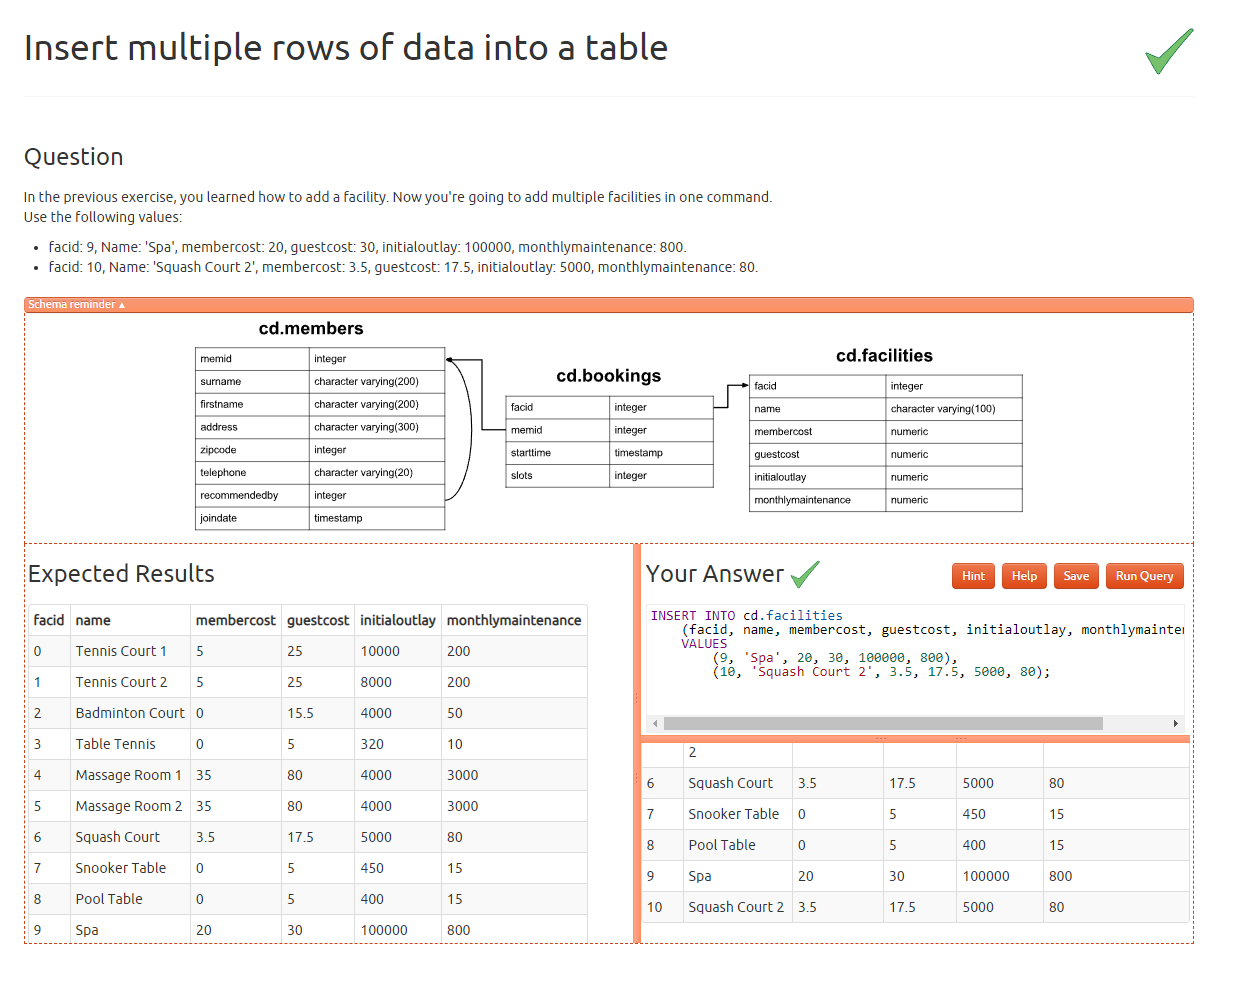 Insert multiple rows of data into a table
Question
In the previous exercise, you learned how to add a facility. Now you're going to add multiple facilities in one command.
Use the following values:
• facid: 9, Name: 'Spa', membercost: 20, guestcost: 30, initialoutlay: 100000, monthlymaintenance: 800.
• facid: 10, Name: 'Squash Court 2', membercost: 3.5, guestcost: 17.5, initialoutlay: 5000, monthlymaintenance: 80.
Schema reminder ▲
cd.members
memid integer
surname character varying(200)
firstname character varying(200)
address character varying(300)
zipcode integer
telephone character varying(20)
recommendedby integer
joindate timestamp
cd.bookings
facid integer
memid integer
starttime timestamp
slots integer
cd.facilities
facid integer
name character varying(100)
membercost numeric
guestcost numeric
initialoutlay numeric
monthlymaintenance numeric
Expected Results
facid name membercost guestcost initialoutlay monthlymaintenance
0 Tennis Court 1 5 25 10000 200
1 Tennis Court 2 5 25 8000 200
2 Badminton Court 0 15.5 4000 50
3 Table Tennis 0 5 320 10
4 Massage Room 1 35 80 4000 3000
5 Massage Room 2 35 80 4000 3000
6 Squash Court 3.5 17.5 5000 80
7 Snooker Table 0 5 450 15
8 Pool Table 0 5 400 15
9 Spa 20 30 100000 800
Your Answer
Hint Help Save Run Query
INSERT INTO cd.facilities
(facid, name, membercost, guestcost, initialoutlay, monthlymainte
VALUES
(9, 'Spa', 20, 30, 100000, 800),
(10, 'Squash Court 2', 3.5, 17.5, 5000, 80);
2
6 Squash Court 3.5 17.5 5000 80
7 Snooker Table 0 5 450 15
8 Pool Table 0 5 400 15
9 Spa 20 30 100000 800
10 Squash Court 2 3.5 17.5 5000 80